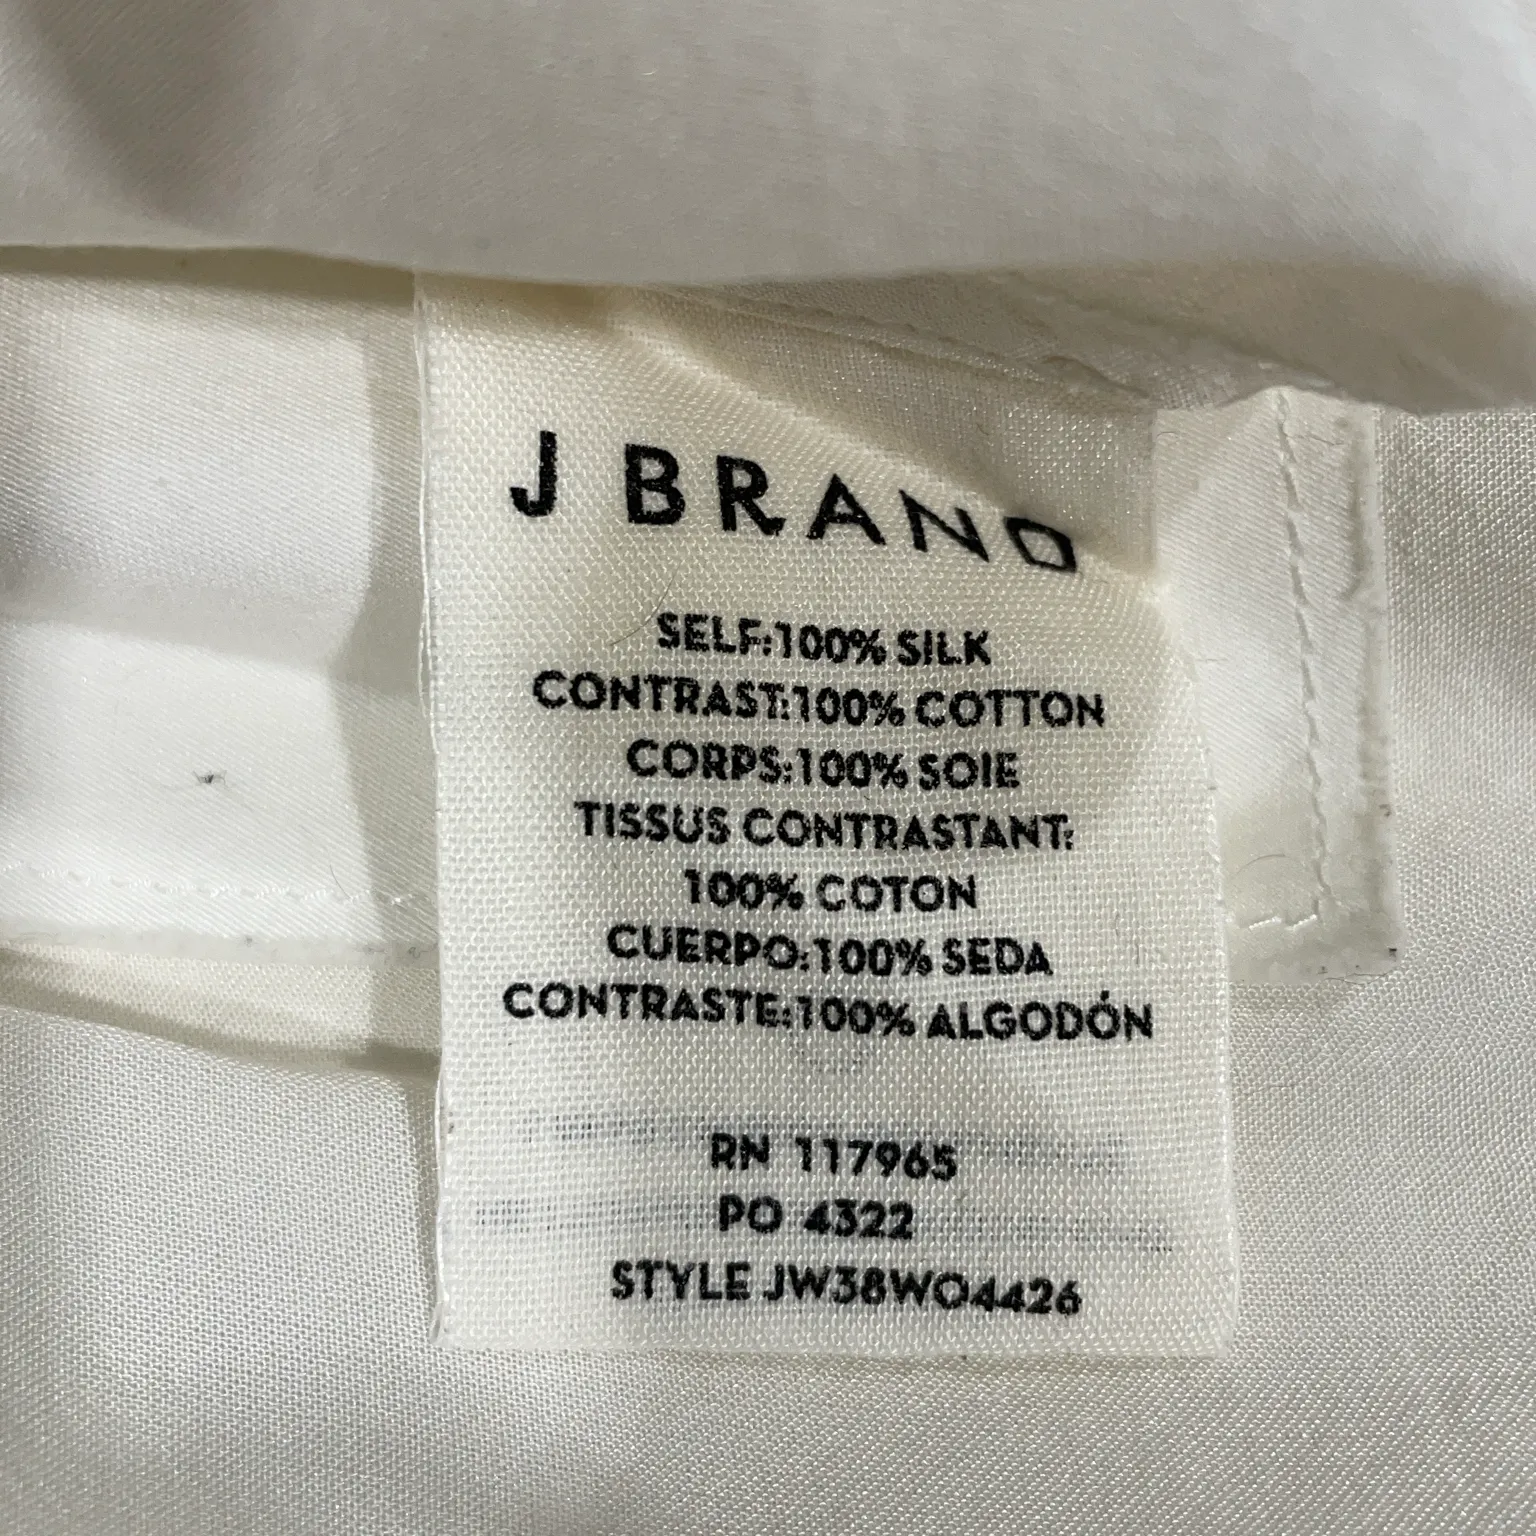 J BRAND
SELF:100% SILK
CONTRAST:100% COTTON
CORPS:100% SOIE
TISSUS CONTRASTANT:
100% COTON
CUERPO:100% SEDA
CONTRASTE:100% ALGODÓN
RN 117965
PO 4322
STYLE JW38WO4426